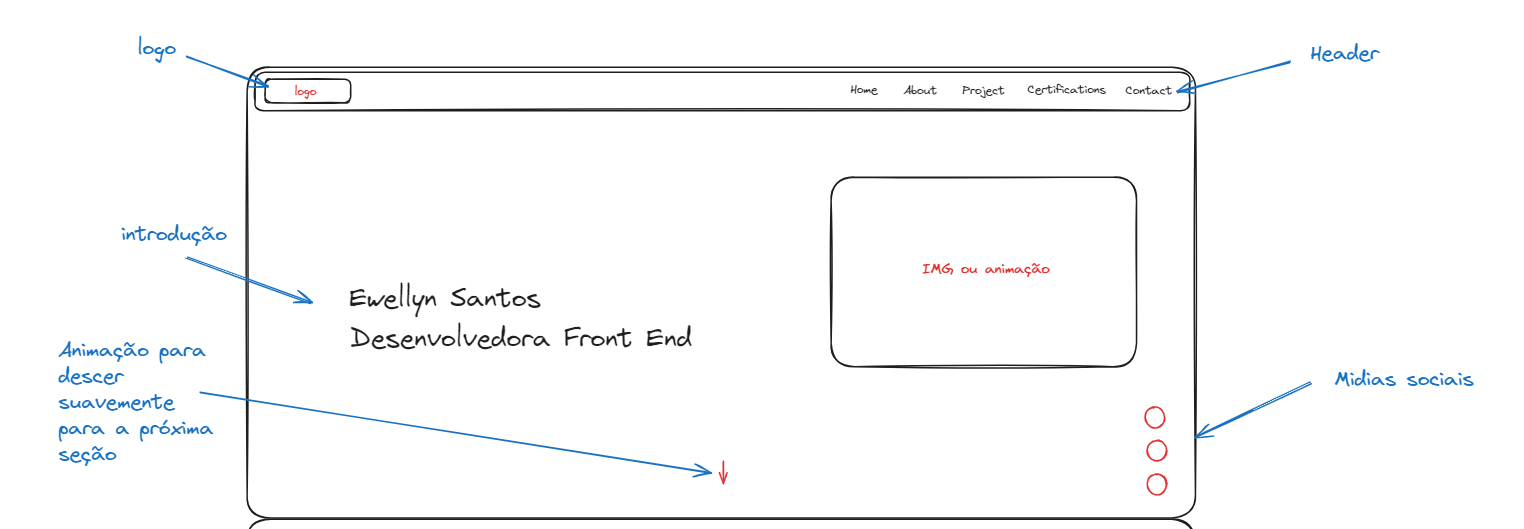 logo
Header
logo
Home About Project Certifications Contact
introdução
IMG, ou animação
Ewellyn Santos
Desenvolvedora Front End
Animação para
descer
suavemente
para a próxima
seção
Midias sociais